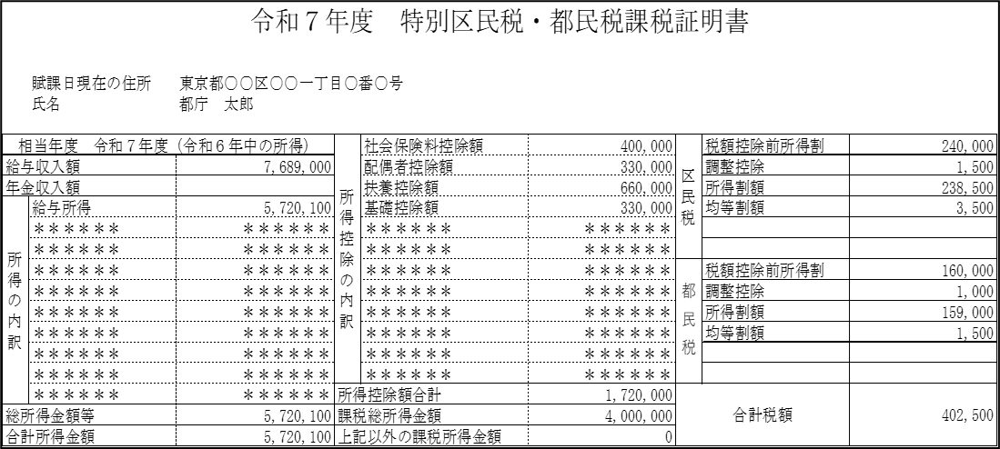 令和７年度　特別区民税・都民税課税証明書
賦課日現在の住所　東京都〇〇区〇〇一丁目〇番〇号
氏名　都庁　太郎
相当年度　令和７年度（令和６年中の所得）
給与収入額 7,689,000
年金収入額
所得の内訳
給与所得 5,720,100
＊＊＊＊＊＊ ＊＊＊＊＊＊
＊＊＊＊＊＊ ＊＊＊＊＊＊
＊＊＊＊＊＊ ＊＊＊＊＊＊
＊＊＊＊＊＊ ＊＊＊＊＊＊
＊＊＊＊＊＊ ＊＊＊＊＊＊
＊＊＊＊＊＊ ＊＊＊＊＊＊
＊＊＊＊＊＊ ＊＊＊＊＊＊
＊＊＊＊＊＊ ＊＊＊＊＊＊
＊＊＊＊＊＊ ＊＊＊＊＊＊
総所得金額等 5,720,100
合計所得金額 5,720,100
所得控除の内訳
社会保険料控除額 400,000
配偶者控除額 330,000
扶養控除額 660,000
基礎控除額 330,000
＊＊＊＊＊＊ ＊＊＊＊＊＊
＊＊＊＊＊＊ ＊＊＊＊＊＊
＊＊＊＊＊＊ ＊＊＊＊＊＊
＊＊＊＊＊＊ ＊＊＊＊＊＊
＊＊＊＊＊＊ ＊＊＊＊＊＊
＊＊＊＊＊＊ ＊＊＊＊＊＊
＊＊＊＊＊＊ ＊＊＊＊＊＊
＊＊＊＊＊＊ ＊＊＊＊＊＊
所得控除額合計 1,720,000
課税総所得金額 4,000,000
上記以外の課税所得金額 0
区民税
税額控除前所得割 240,000
調整控除 1,500
所得割額 238,500
均等割額 3,500
都民税
税額控除前所得割 160,000
調整控除 1,000
所得割額 159,000
均等割額 1,500
合計税額 402,500